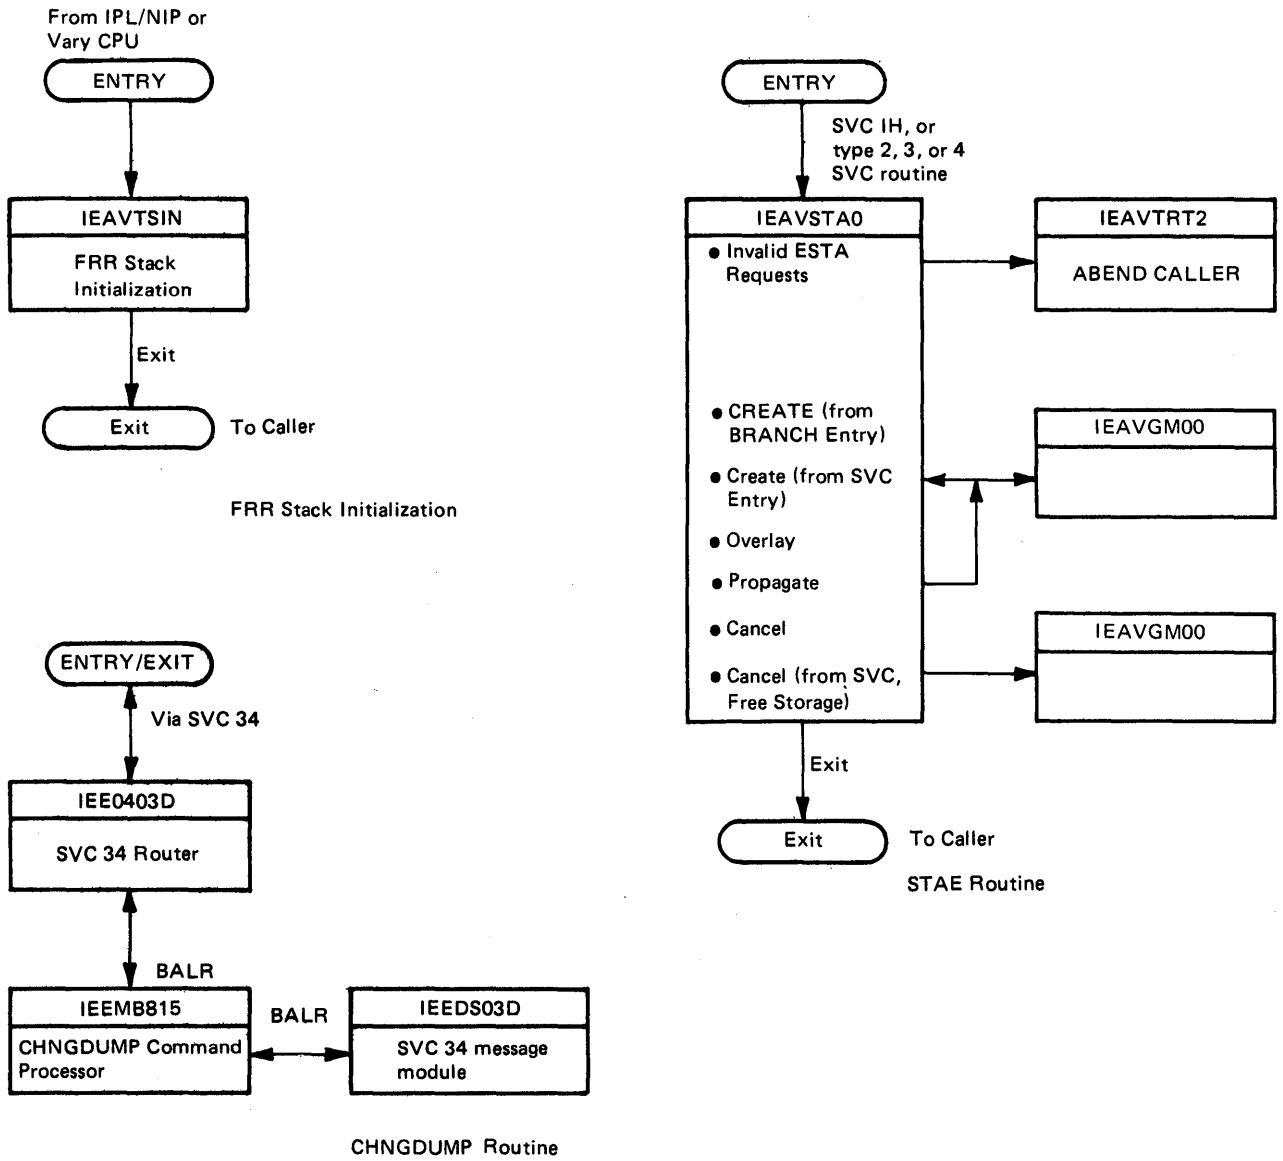 From IPL/NIP or
Vary CPU
ENTRY
IEAVTSIN
FRR Stack
Initialization
Exit
Exit
To Caller
FRR Stack Initialization
ENTRY/EXIT
Via SVC 34
IEE0403D
SVC 34 Router
BALR
IEEMB815
CHNGDUMP Command
Processor
BALR
IEEDS03D
SVC 34 message
module
CHNGDUMP Routine
ENTRY
SVC IH, or
type 2, 3, or 4
SVC routine
IEAVSTA0
• Invalid ESTA
Requests
• CREATE (from
BRANCH Entry)
• Create (from SVC
Entry)
• Overlay
• Propagate
• Cancel
• Cancel (from SVC,
Free Storage)
IEAVTRT2
ABEND CALLER
IEAVGM00
IEAVGM00
Exit
Exit
To Caller
STAE Routine